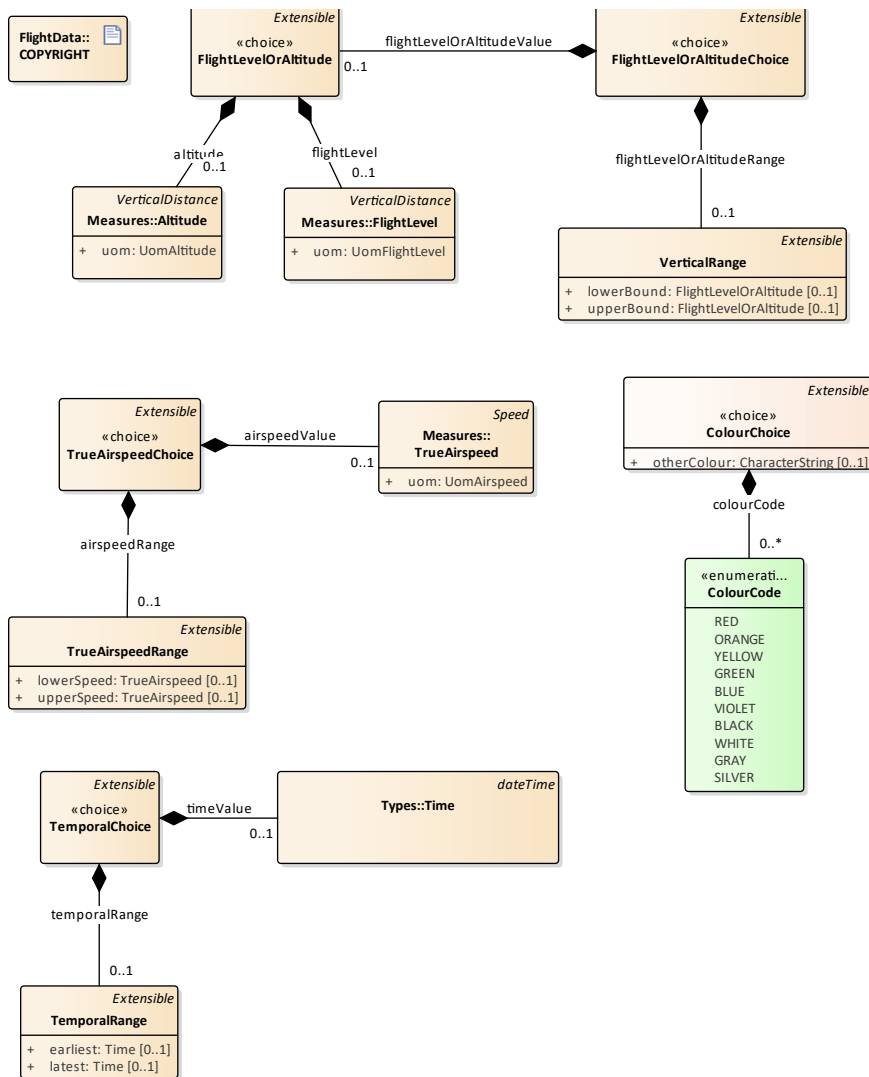 FlightData::
COPYRIGHT
Extensible
«choice»
FlightLevelOrAltitude
flightLevelOrAltitudeValue
0..1
Extensible
«choice»
FlightLevelOrAltitudeChoice
altitude
0..1
flightLevel
0..1
flightLevelOrAltitudeRange
0..1
VerticalDistance
Measures::Altitude
+ uom: UomAltitude
VerticalDistance
Measures::FlightLevel
+ uom: UomFlightLevel
Extensible
VerticalRange
+ lowerBound: FlightLevelOrAltitude [0..1]
+ upperBound: FlightLevelOrAltitude [0..1]
Extensible
«choice»
TrueAirspeedChoice
airspeedValue
0..1
Speed
Measures::
TrueAirspeed
+ uom: UomAirspeed
Extensible
«choice»
ColourChoice
+ otherColour: CharacterString [0..1]
colourCode
0..*
airspeedRange
0..1
«enumerati...
ColourCode
RED
ORANGE
YELLOW
GREEN
BLUE
VIOLET
BLACK
WHITE
GRAY
SILVER
Extensible
TrueAirspeedRange
+ lowerSpeed: TrueAirspeed [0..1]
+ upperSpeed: TrueAirspeed [0..1]
Extensible
«choice»
TemporalChoice
timeValue
0..1
dateTime
Types::Time
temporalRange
0..1
Extensible
TemporalRange
+ earliest: Time [0..1]
+ latest: Time [0..1]